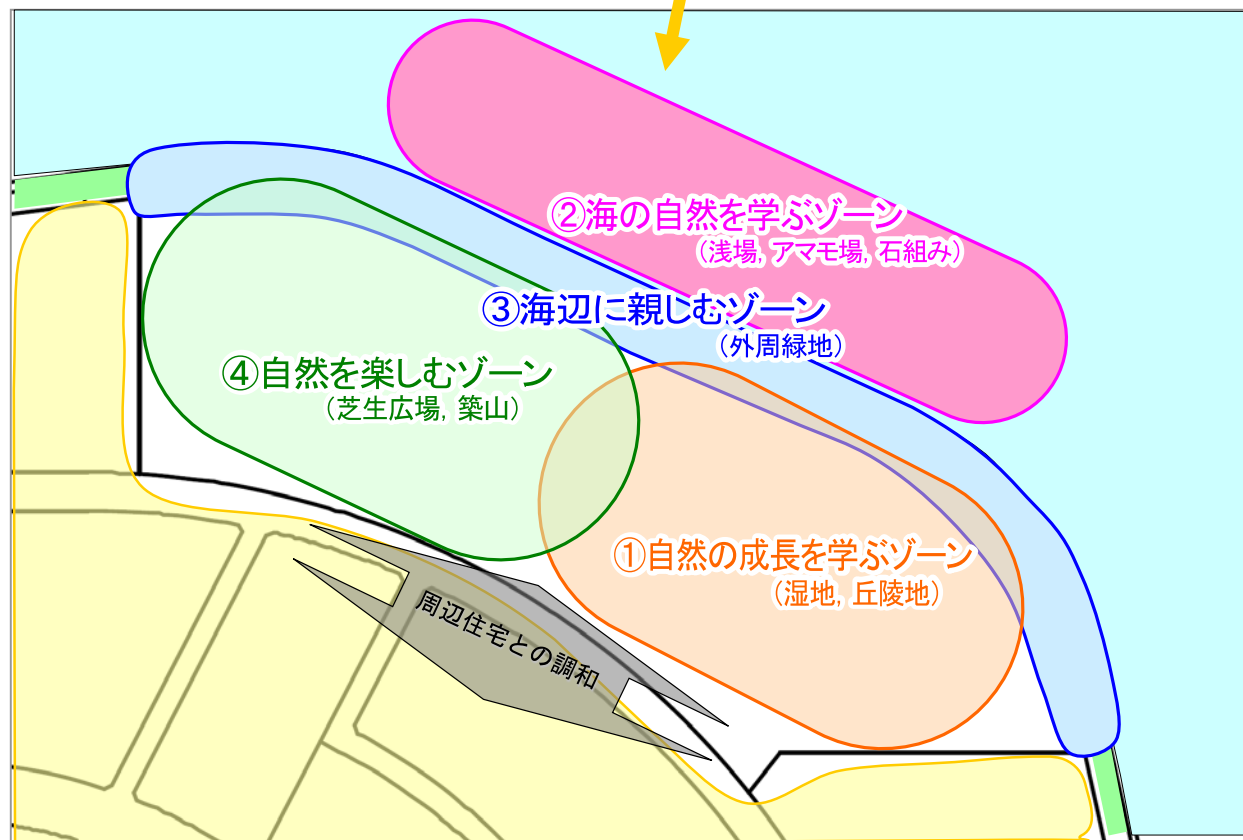 ②海の自然を学ぶゾーン
（浅場, アマモ場, 石組み）
③海辺に親しむゾーン
（外周緑地）
④自然を楽しむゾーン
（芝生広場, 築山）
①自然の成長を学ぶゾーン
（湿地, 丘陵地）
周辺住宅との調和